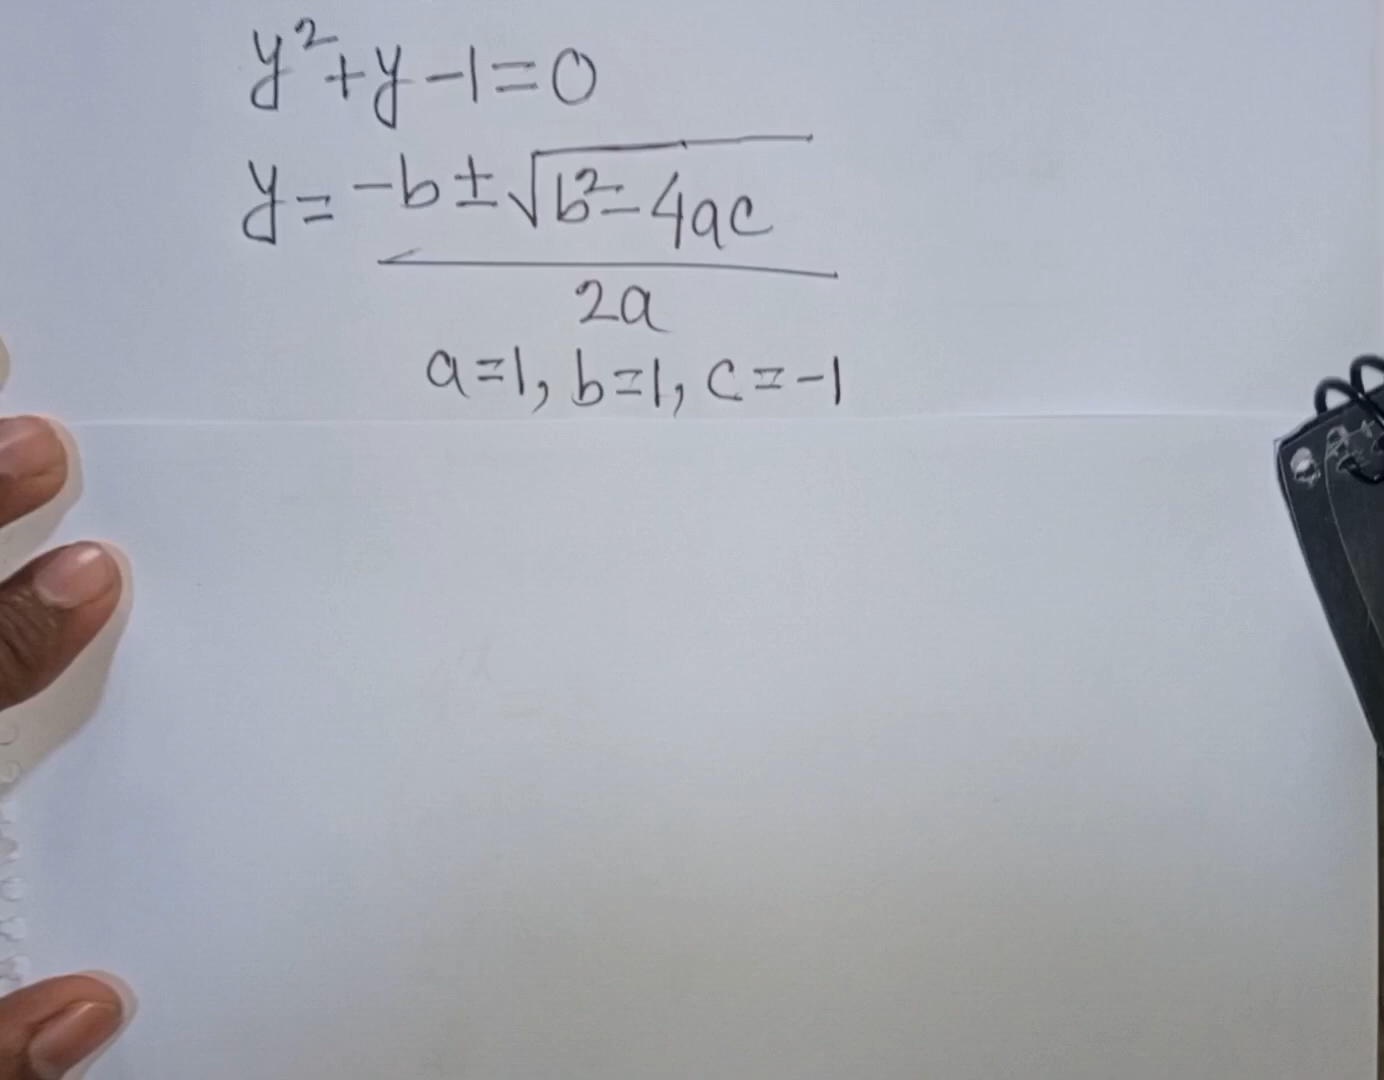 y²+y-1=0
y= -b±√b²-4ac
2a
a=1, b=1, c=-1